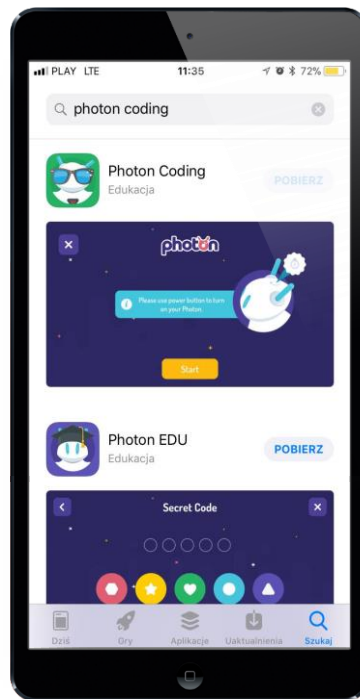 PLAY LTE 11:35 72%
photon coding
Photon Coding
Edukacja
POBIERZ
photon
Please use power button to turn
on your Photon.
Start
Photon EDU
Edukacja
POBIERZ
Secret Code
Dziś Gry Aplikacje Uaktualnienia Szukaj